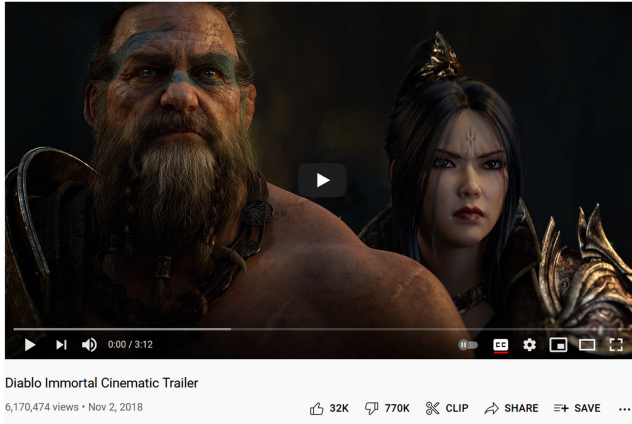 CC
0:00 / 3:12
Diablo Immortal Cinematic Trailer
6,170,474 views • Nov 2, 2018
32K 770K CLIP SHARE SAVE ...